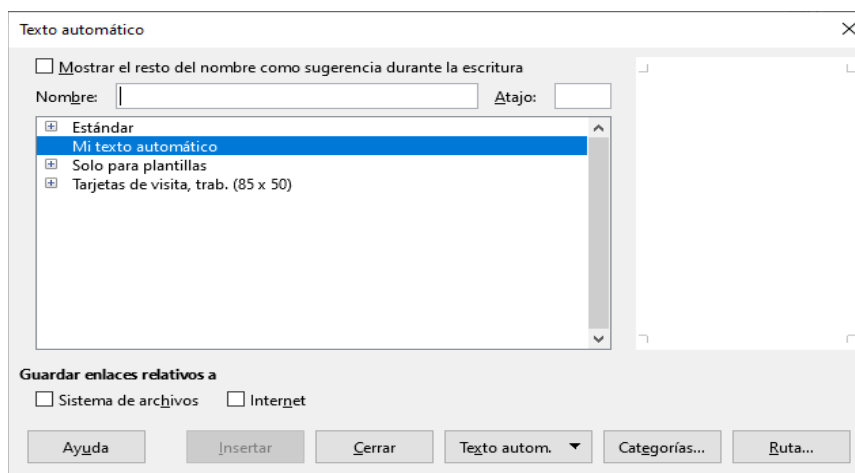 Texto automático
Mostrar el resto del nombre como sugerencia durante la escritura
Nombre: Atajo:
Estándar
Mi texto automático
Solo para plantillas
Tarjetas de visita, trab. (85 x 50)
Guardar enlaces relativos a
Sistema de archivos Internet
Ayuda Insertar Cerrar Texto autom. Categorías... Ruta...